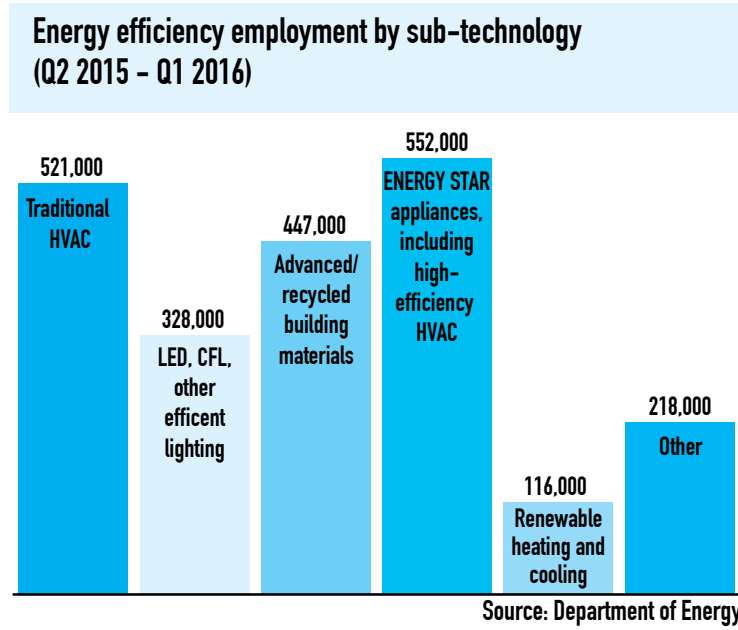 Energy efficiency employment by sub-technology
(Q2 2015 - Q1 2016)
521,000
Traditional
HVAC
328,000
LED, CFL,
other
efficent
lighting
447,000
Advanced/
recycled
building
materials
552,000
ENERGY STAR
appliances,
including
high-
efficiency
HVAC
116,000
Renewable
heating and
cooling
218,000
Other
Source: Department of Energy